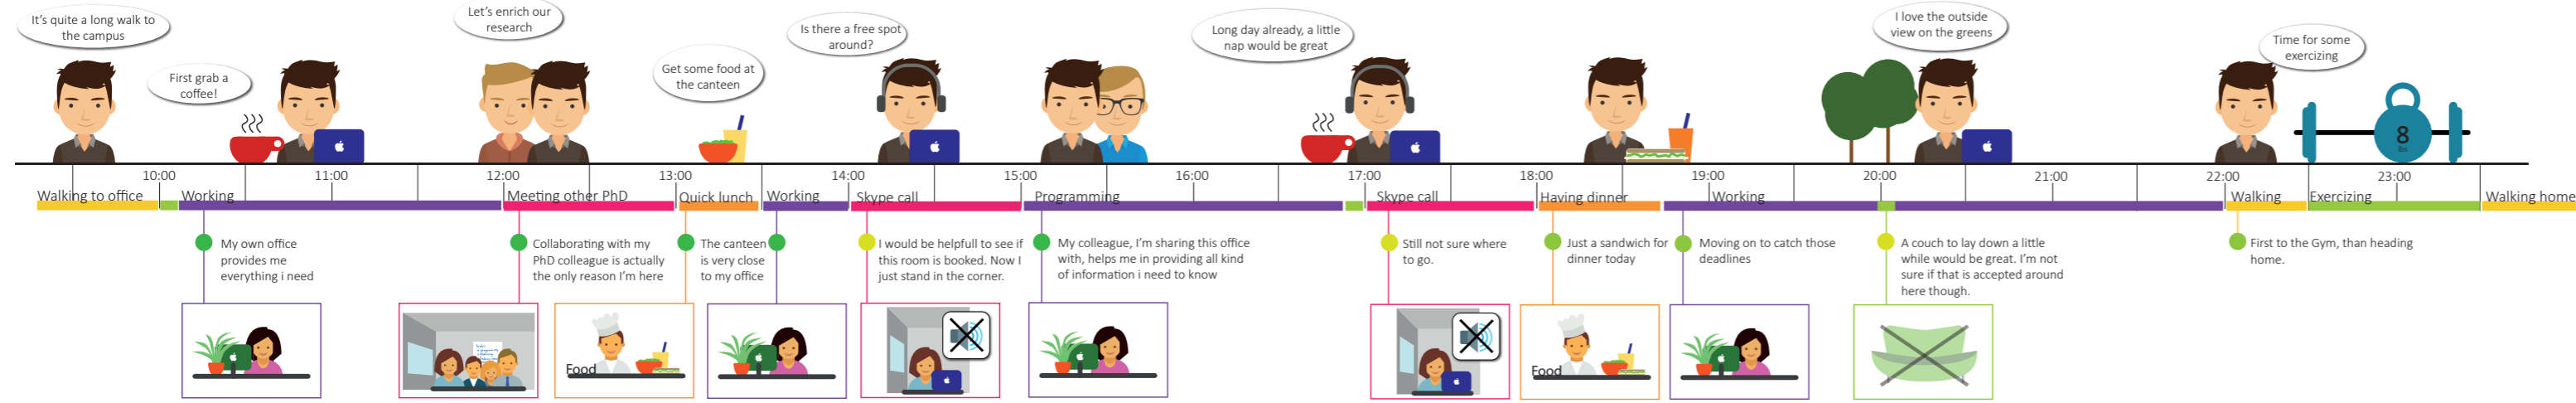 It's quite a long walk to
the campus
First grab a
coffee!
Let's enrich our
research
Get some food at
the canteen
Is there a free spot
around?
Long day already, a little
nap would be great
I love the outside
view on the greens
Time for some
exercizing
8
lbs
10:00
11:00
12:00
13:00
14:00
15:00
16:00
17:00
18:00
19:00
20:00
21:00
22:00
23:00
Walking to office
Working
Meeting other PhD
Quick lunch
Working
Skype call
Programming
Skype call
Having dinner
Working
Walking
Exercizing
Walking home
My own office
provides me
everything i need
Collaborating with my
PhD colleague is actually
the only reason I'm here
The canteen
is very close
to my office
I would be helpfull to see if
this room is booked. Now I
just stand in the corner.
My colleague, I'm sharing this office
with, helps me in providing all kind
of information i need to know
Still not sure where
to go.
Just a sandwich for
dinner today
Moving on to catch those
deadlines
A couch to lay down a little
while would be great. I'm not
sure if that is accepted around
here though.
First to the Gym, than heading
home.
Food
Food